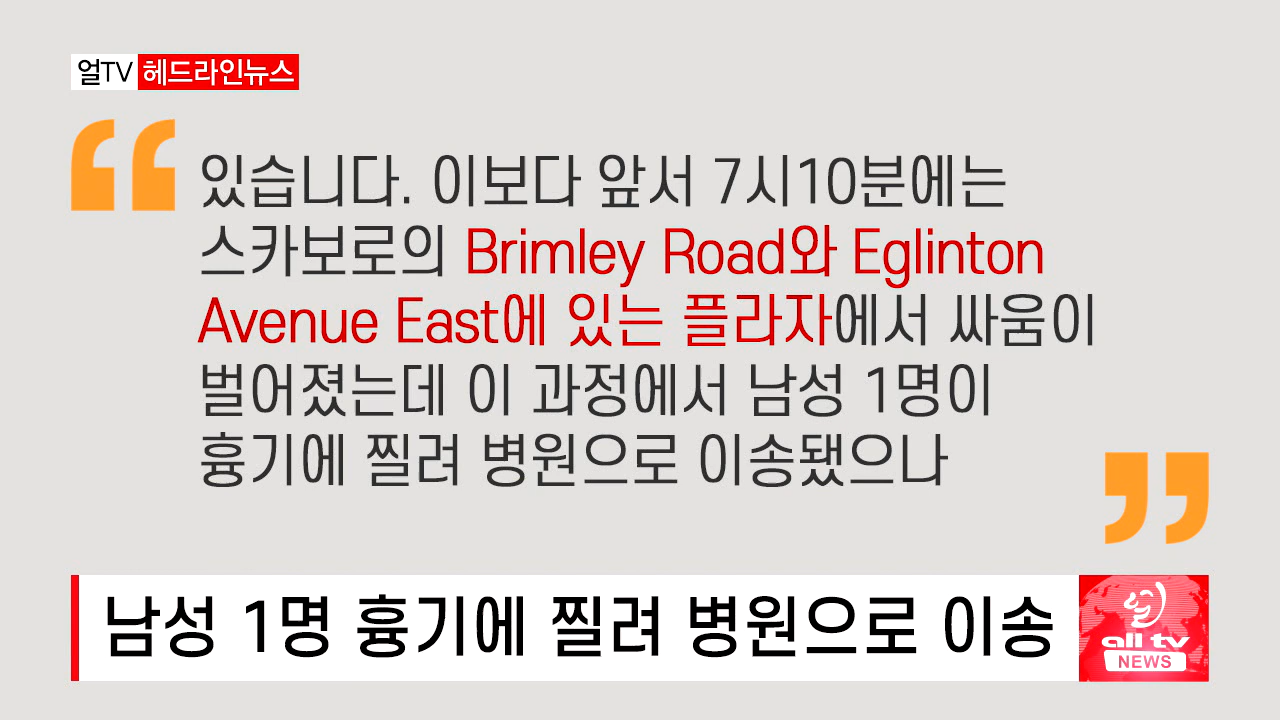 얼TV 헤드라인뉴스
“
있습니다. 이보다 앞서 7시10분에는
스카보로의 Brimley Road와 Eglinton
Avenue East에 있는 플라자에서 싸움이
벌어졌는데 이 과정에서 남성 1명이
흉기에 찔려 병원으로 이송됐으나
”
남성 1명 흉기에 찔려 병원으로 이송
all tv
NEWS